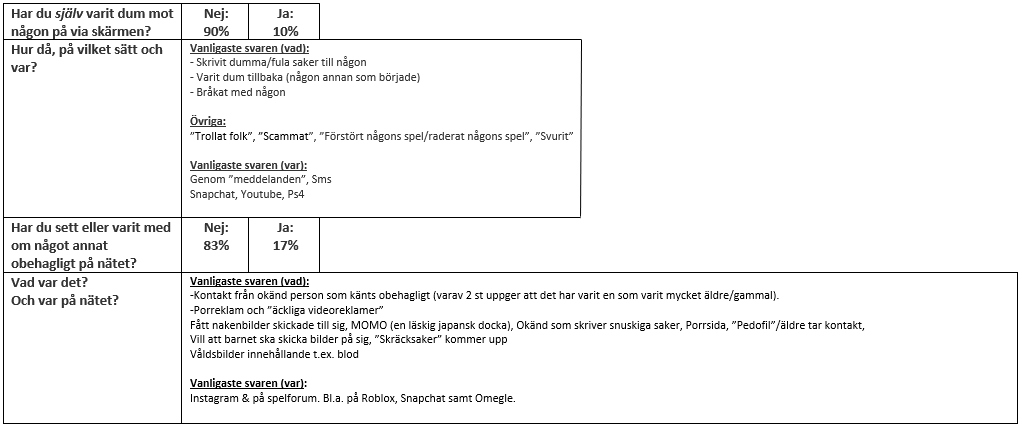 Har du själv varit dum mot
någon på via skärmen?
Nej:
90%
Ja:
10%
Hur då, på vilket sätt och
var?
Vanligaste svaren (vad):
- Skrivit dumma/fula saker till någon
- Varit dum tillbaka (någon annan som började)
- Bråkat med någon
Övriga:
”Trollat folk”, ”Scammat”, ”Förstört någons spel/raderat någons spel”, ”Svurit”
Vanligaste svaren (var):
Genom ”meddelanden”, Sms
Snapchat, Youtube, Ps4
Har du sett eller varit med
om något annat
obehagligt på nätet?
Nej:
83%
Ja:
17%
Vad var det?
Och var på nätet?
Vanligaste svaren (vad):
-Kontakt från okänd person som känts obehagligt (varav 2 st uppger att det har varit en som varit mycket äldre/gammal).
-Porreklam och ”äckliga videoreklamer”
Fått nakenbilder skickade till sig, MOMO (en läskig japansk docka), Okänd som skriver snuskiga saker, Porrsida, ”Pedofil”/äldre tar kontakt,
Vill att barnet ska skicka bilder på sig, ”Skräcksaker” kommer upp
Våldsbilder innehållande t.ex. blod
Vanligaste svaren (var):
Instagram & på spelforum. Bl.a. på Roblox, Snapchat samt Omegle.